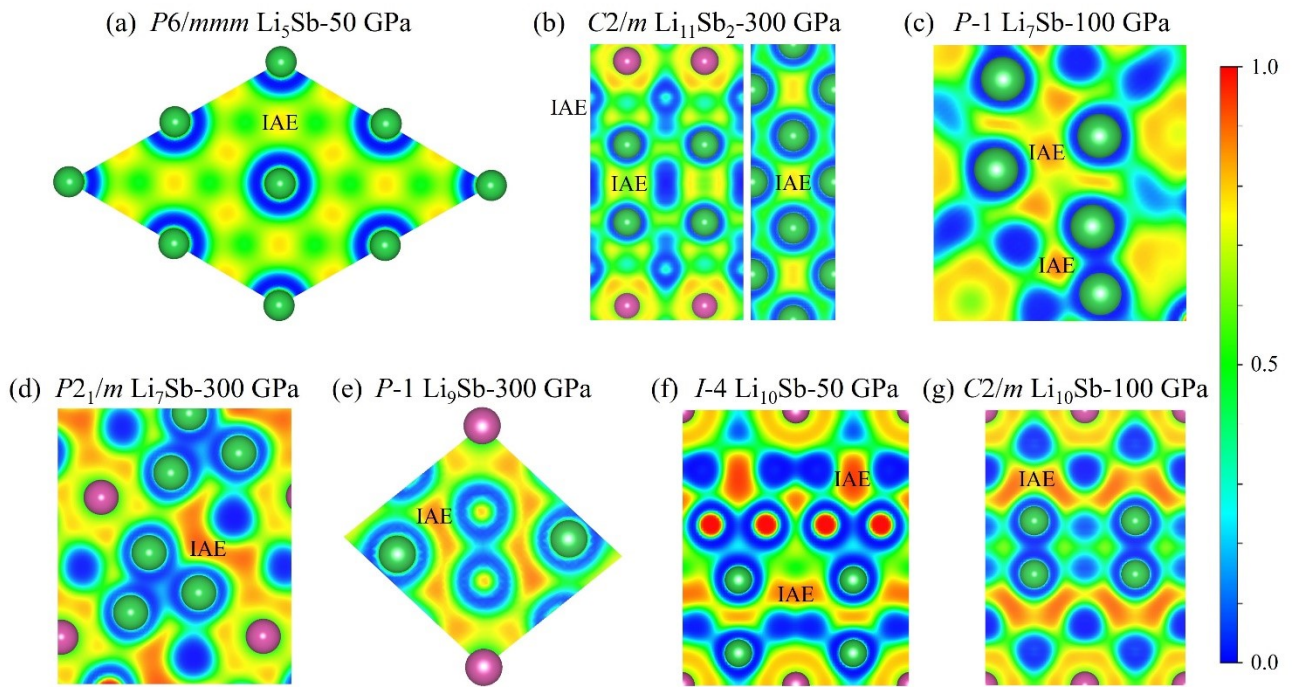 (a) P6/mmm Li₅Sb-50 GPa
(b) C2/m Li₁₁Sb₂-300 GPa
(c) P-1 Li₇Sb-100 GPa
IAE
IAE
IAE
IAE
IAE
IAE
1.0
0.5
0.0
(d) P2₁/m Li₇Sb-300 GPa
(e) P-1 Li₉Sb-300 GPa
(f) I-4 Li₁₀Sb-50 GPa
(g) C2/m Li₁₀Sb-100 GPa
IAE
IAE
IAE
IAE
IAE